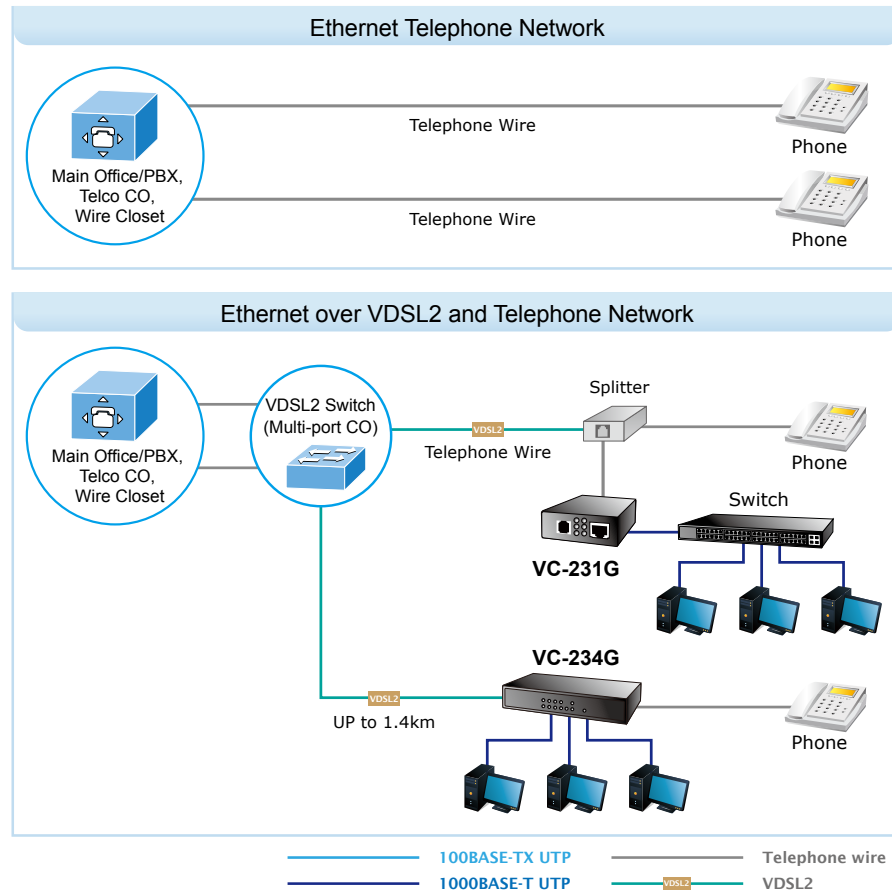 Ethernet Telephone Network
Main Office/PBX,
Telco CO,
Wire Closet
Telephone Wire
Phone
Telephone Wire
Phone
Ethernet over VDSL2 and Telephone Network
Main Office/PBX,
Telco CO,
Wire Closet
VDSL2 Switch
(Multi-port CO)
VDSL2
Telephone Wire
Splitter
Phone
VC-231G
Switch
VC-234G
VDSL2
UP to 1.4km
Phone
100BASE-TX UTP
Telephone wire
1000BASE-T UTP
VDSL2
VDSL2